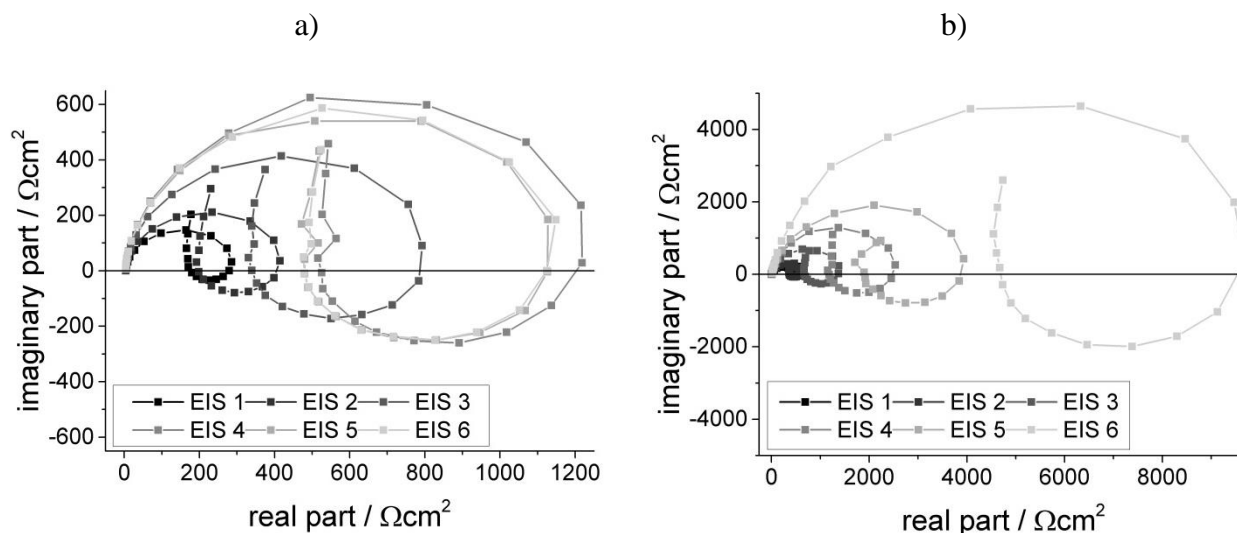 a)
b)
600
400
200
0
-200
-400
-600
imaginary part / Ωcm²
EIS 1 EIS 2 EIS 3
EIS 4 EIS 5 EIS 6
0 200 400 600 800 1000 1200
real part / Ωcm²
4000
2000
0
-2000
-4000
imaginary part / Ωcm²
EIS 1 EIS 2 EIS 3
EIS 4 EIS 5 EIS 6
0 2000 4000 6000 8000
real part / Ωcm²